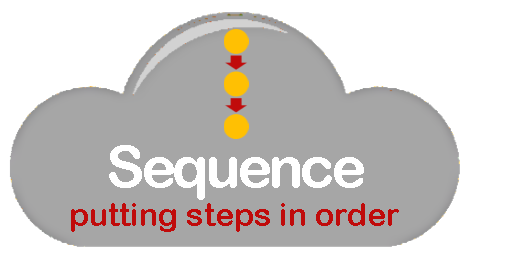 Sequence
putting steps in order